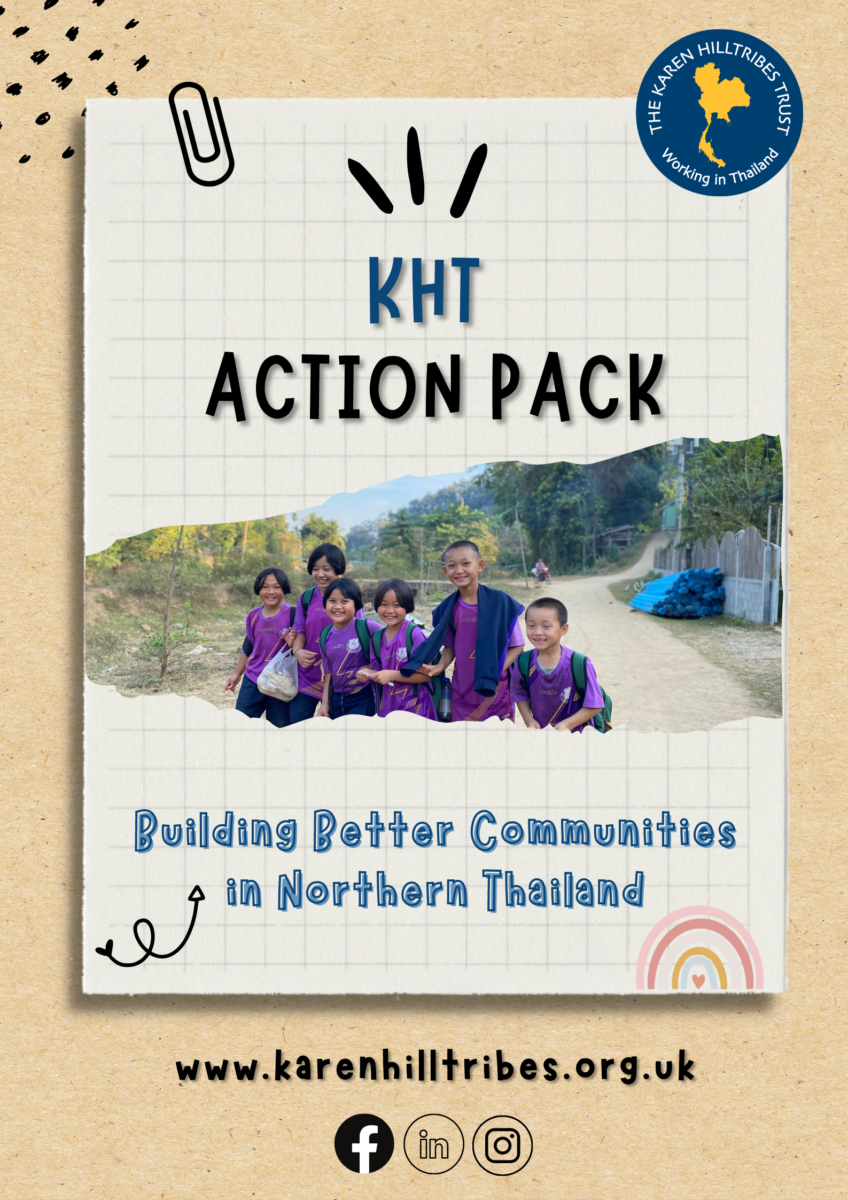 THE KAREN HILLTRIBES TRUST
Working in Thailand
KHT
ACTION PACK
Building Better Communities
in Northern Thailand
www.karenhilltribes.org.uk
f
in